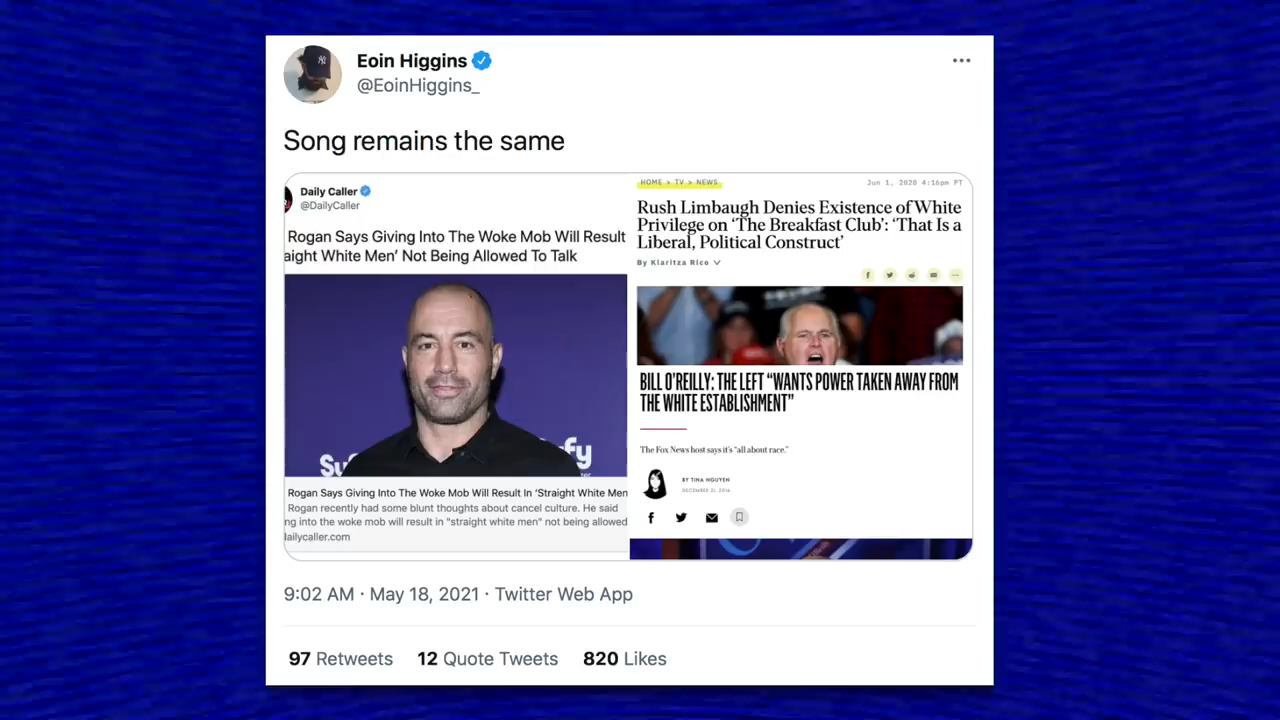 Eoin Higgins
@EoinHiggins_
Song remains the same
Daily Caller
@DailyCaller
Rogan Says Giving Into The Woke Mob Will Result
aight White Men' Not Being Allowed To Talk
Sy
fy
Rogan Says Giving Into The Woke Mob Will Result In 'Straight White Men
Rogan recently had some blunt thoughts about cancel culture. He said
ng into the woke mob will result in "straight white men" not being allowed
dailycaller.com
HOME > TV > NEWS
Jun 1, 2020 4:16pm PT
Rush Limbaugh Denies Existence of White
Privilege on 'The Breakfast Club': 'That Is a
Liberal, Political Construct'
By Klaritza Rico
BILL O'REILLY: THE LEFT "WANTS POWER TAKEN AWAY FROM
THE WHITE ESTABLISHMENT"
The Fox News host says it's "all about race."
BY TINA NGUYEN
DECEMBER 21, 2016
9:02 AM · May 18, 2021 · Twitter Web App
97 Retweets 12 Quote Tweets 820 Likes